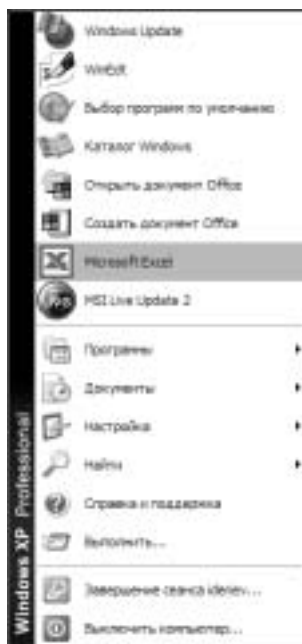 Windows Update
WinEdt
Выбор программ по умолчанию
Каталог Windows
Открыть документ Office
Создать документ Office
Microsoft Excel
MSI Live Update 2
Программы
Документы
Настройка
Найти
Справка и поддержка
Выполнить...
Завершение сеанса
Выключить компьютер...
Windows XP Professional